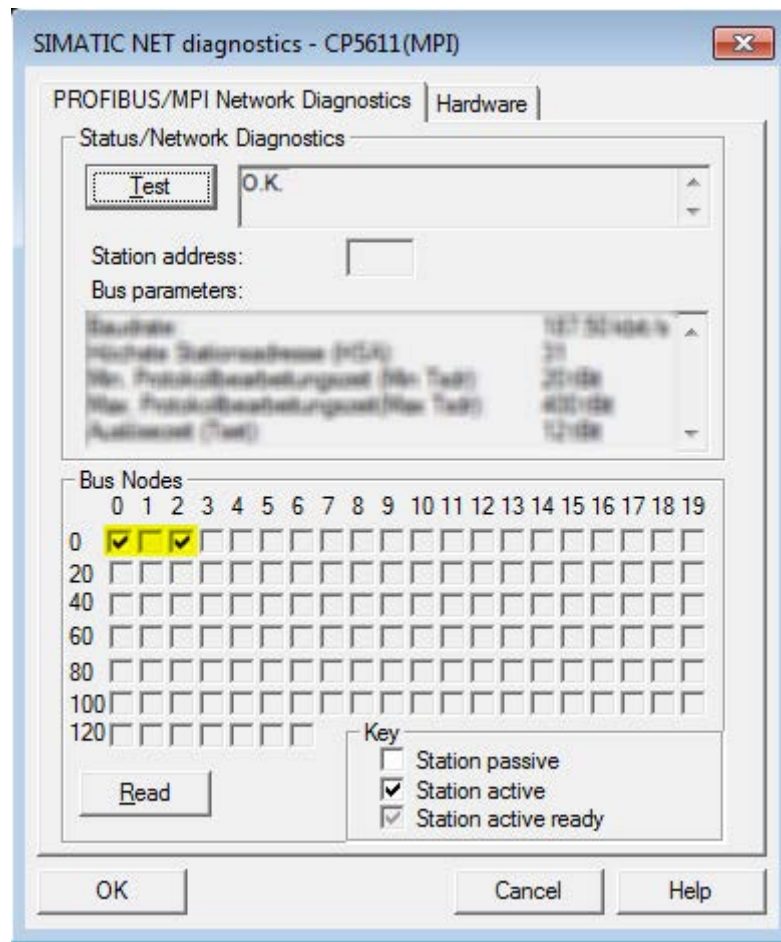 SIMATIC NET diagnostics - CP5611(MPI)
PROFIBUS/MPI Network Diagnostics Hardware
Status/Network Diagnostics
Test O.K.
Station address:
Bus parameters:
Bus Nodes
0 1 2 3 4 5 6 7 8 9 10 11 12 13 14 15 16 17 18 19
0
20
40
60
80
100
120
Key
Station passive
Read
Station active
Station active ready
OK Cancel Help